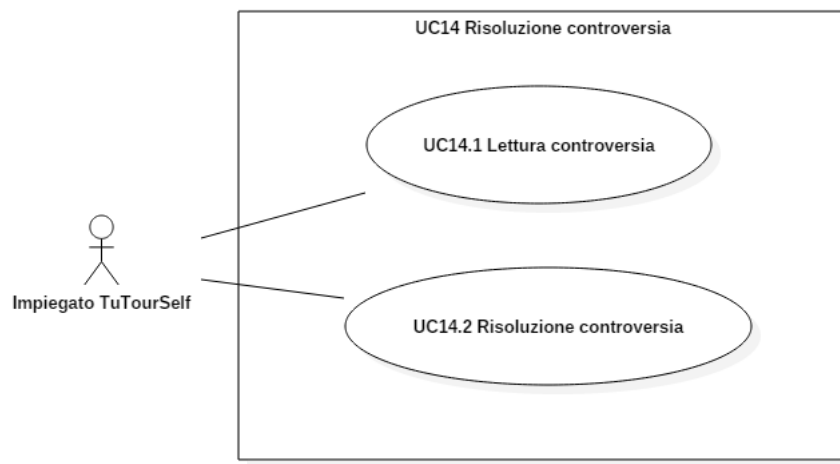 UC14 Risoluzione controversia
UC14.1 Lettura controversia
Impiegato TuTourSelf
UC14.2 Risoluzione controversia